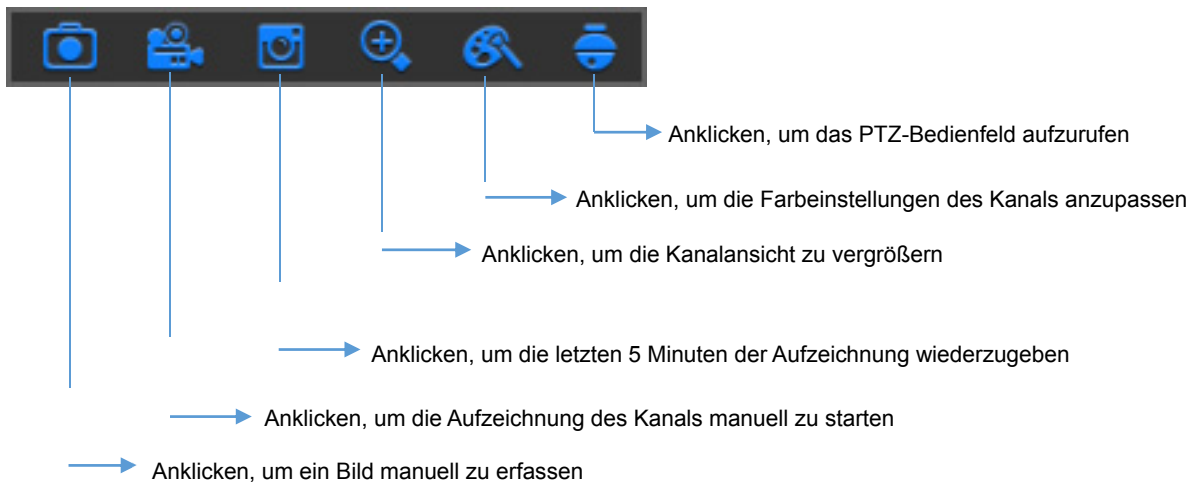 Anklicken, um das PTZ-Bedienfeld aufzurufen
Anklicken, um die Farbeinstellungen des Kanals anzupassen
Anklicken, um die Kanalansicht zu vergrößern
Anklicken, um die letzten 5 Minuten der Aufzeichnung wiederzugeben
Anklicken, um die Aufzeichnung des Kanals manuell zu starten
Anklicken, um ein Bild manuell zu erfassen